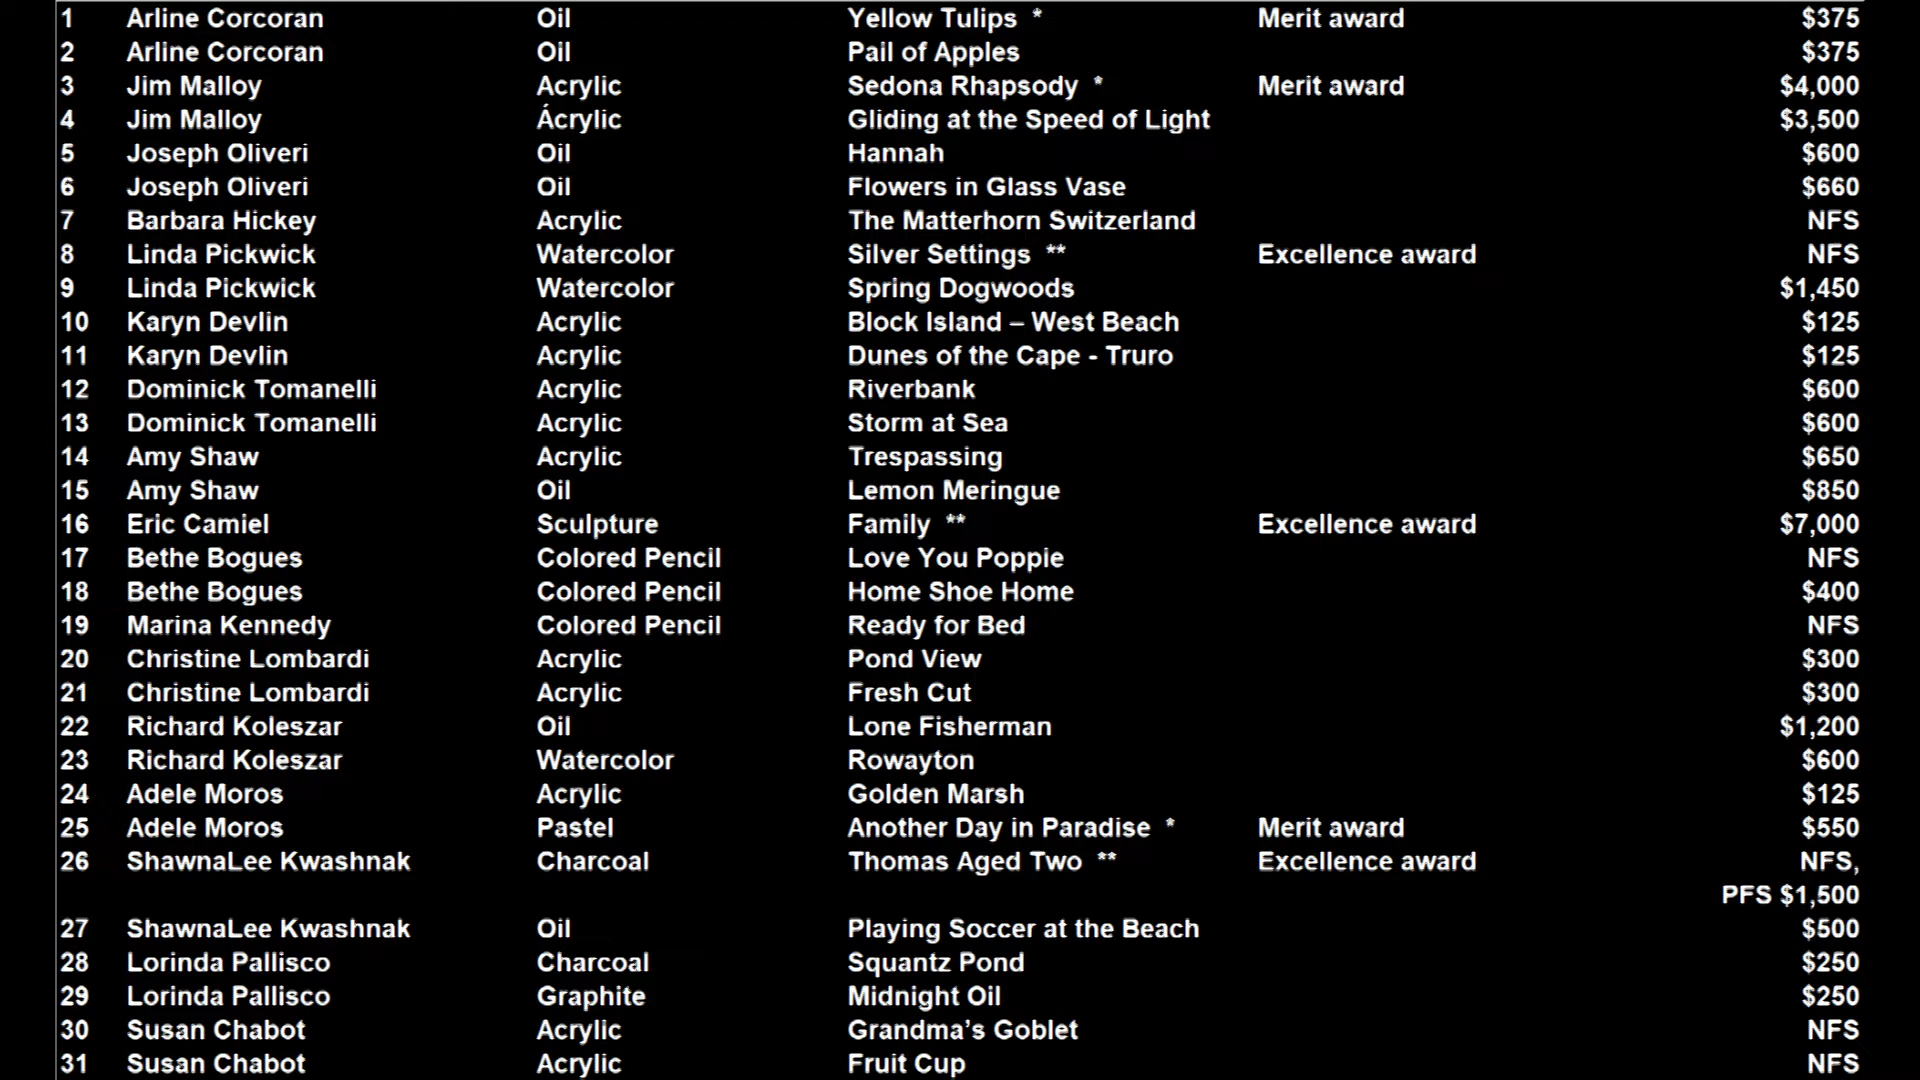 1 Arline Corcoran Oil Yellow Tulips * Merit award $375
2 Arline Corcoran Oil Pail of Apples $375
3 Jim Malloy Acrylic Sedona Rhapsody * Merit award $4,000
4 Jim Malloy Ácrylic Gliding at the Speed of Light $3,500
5 Joseph Oliveri Oil Hannah $600
6 Joseph Oliveri Oil Flowers in Glass Vase $660
7 Barbara Hickey Acrylic The Matterhorn Switzerland NFS
8 Linda Pickwick Watercolor Silver Settings ** Excellence award NFS
9 Linda Pickwick Watercolor Spring Dogwoods $1,450
10 Karyn Devlin Acrylic Block Island – West Beach $125
11 Karyn Devlin Acrylic Dunes of the Cape - Truro $125
12 Dominick Tomanelli Acrylic Riverbank $600
13 Dominick Tomanelli Acrylic Storm at Sea $600
14 Amy Shaw Acrylic Trespassing $650
15 Amy Shaw Oil Lemon Meringue $850
16 Eric Camiel Sculpture Family ** Excellence award $7,000
17 Bethe Bogues Colored Pencil Love You Poppie NFS
18 Bethe Bogues Colored Pencil Home Shoe Home $400
19 Marina Kennedy Colored Pencil Ready for Bed NFS
20 Christine Lombardi Acrylic Pond View $300
21 Christine Lombardi Acrylic Fresh Cut $300
22 Richard Koleszar Oil Lone Fisherman $1,200
23 Richard Koleszar Watercolor Rowayton $600
24 Adele Moros Acrylic Golden Marsh $125
25 Adele Moros Pastel Another Day in Paradise * Merit award $550
26 ShawnaLee Kwashnak Charcoal Thomas Aged Two ** Excellence award NFS,
PFS $1,500
27 ShawnaLee Kwashnak Oil Playing Soccer at the Beach $500
28 Lorinda Pallisco Charcoal Squantz Pond $250
29 Lorinda Pallisco Graphite Midnight Oil $250
30 Susan Chabot Acrylic Grandma’s Goblet NFS
31 Susan Chabot Acrylic Fruit Cup NFS